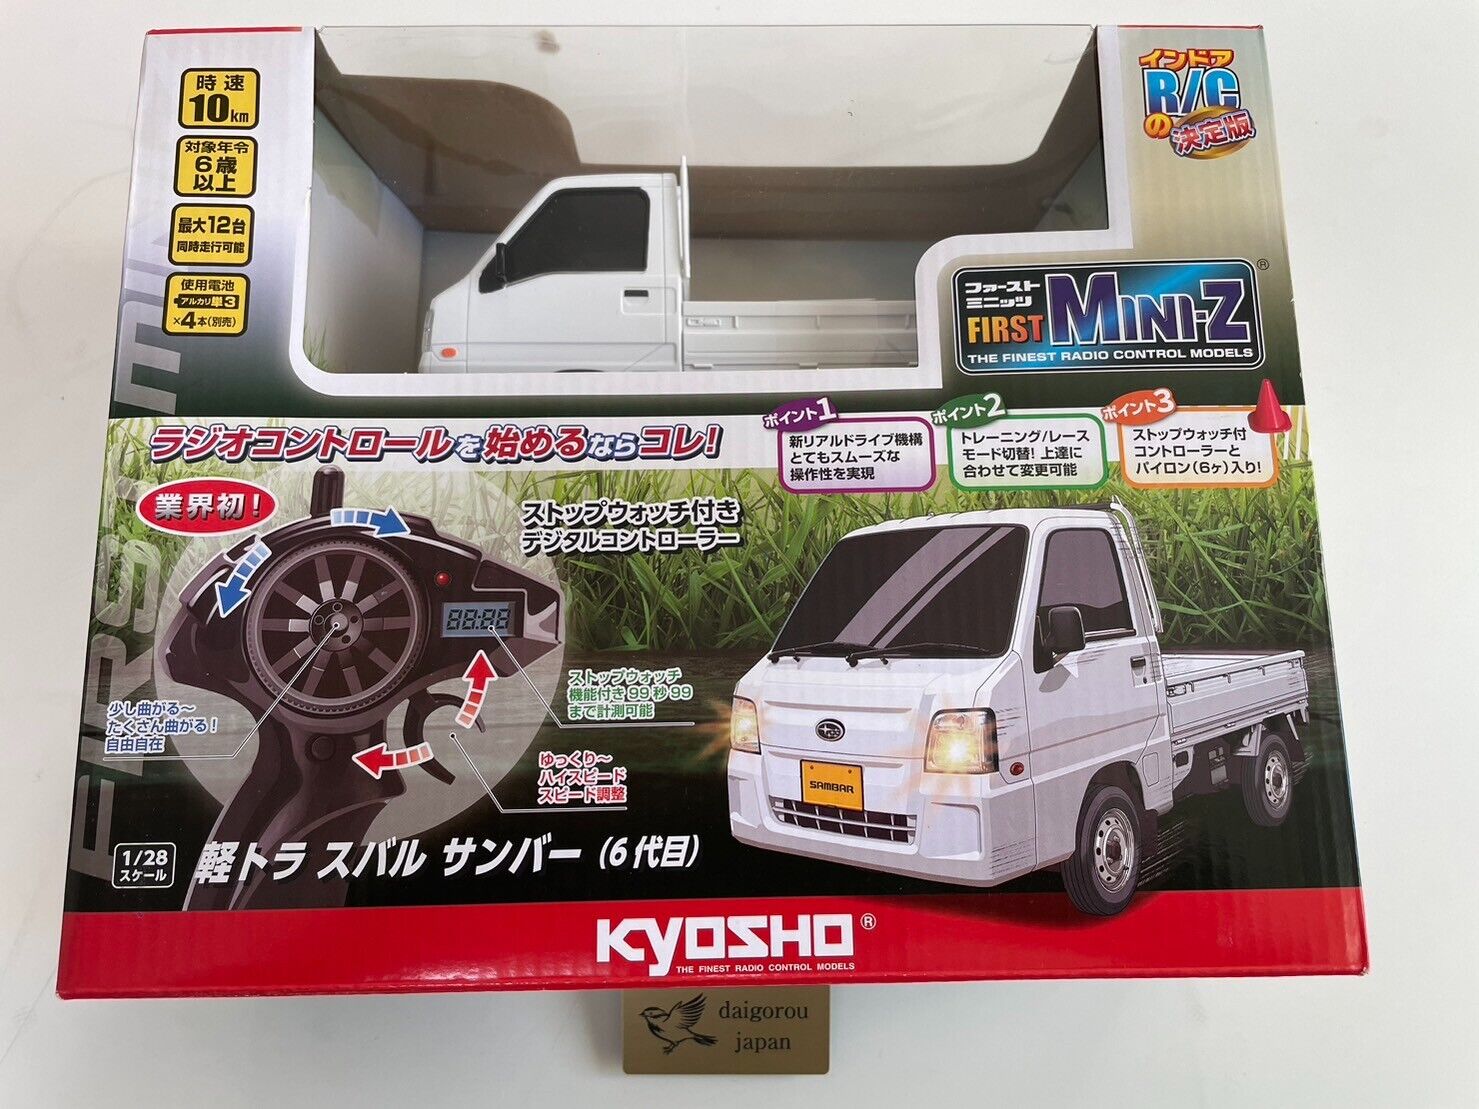 時速
10km
対象年令
6歳
以上
最大12台
同時走行可能
使用電池
アルカリ単3
×4本(別売)
インドア
R/C
の決定版
ファースト
ミニッツ
FIRST MINI-Z
®
THE FINEST RADIO CONTROL MODELS
ラジオコントロールを始めるならコレ!
ポイント1
新リアルドライブ機構
とてもスムーズな
操作性を実現
ポイント2
トレーニング/レース
モード切替! 上達に
合わせて変更可能
ポイント3
ストップウォッチ付
コントローラーと
パイロン(6ヶ)入り!
業界初!
ストップウォッチ付き
デジタルコントローラー
88:88
ストップウォッチ
機能付き99秒99
まで計測可能
少し曲がる〜
たくさん曲がる!
自由自在
ゆっくり〜
ハイスピード
スピード調整
SAMBAR
1/28
スケール
軽トラ スバル サンバー (6代目)
KYOSHO®
THE FINEST RADIO CONTROL MODELS
daigorou
japan